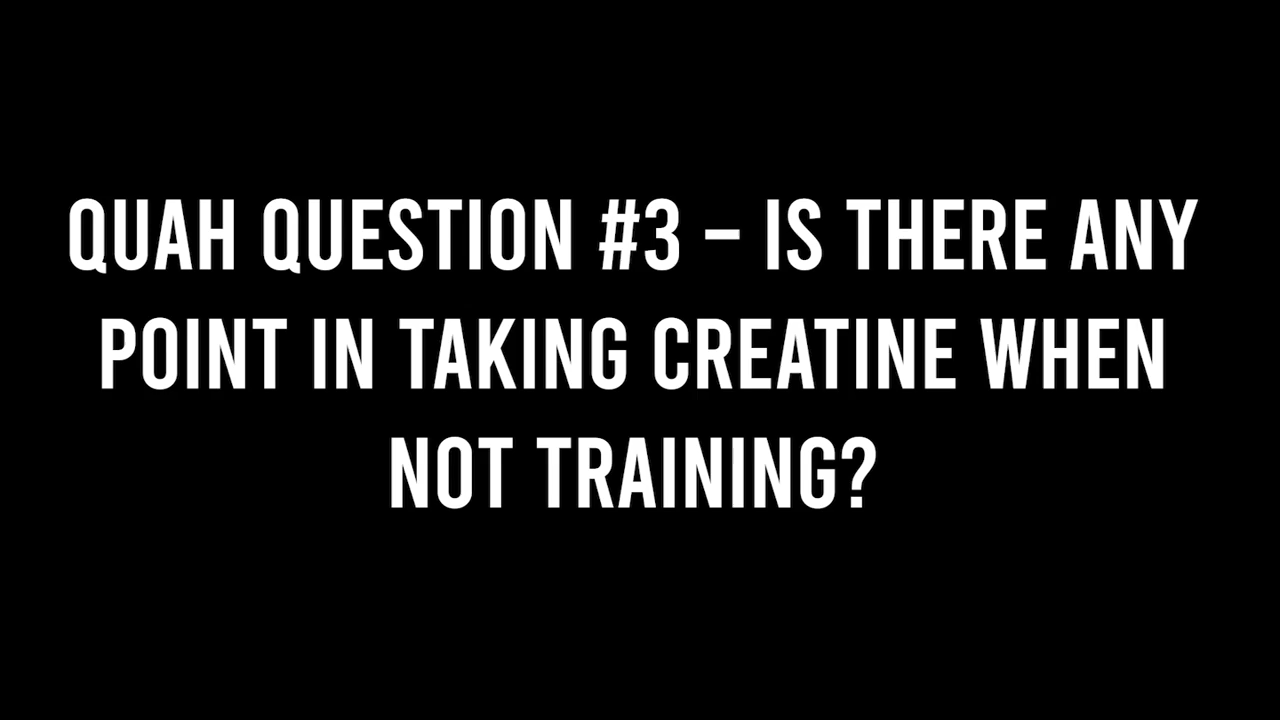 QUAH QUESTION #3 – IS THERE ANY
POINT IN TAKING CREATINE WHEN
NOT TRAINING?